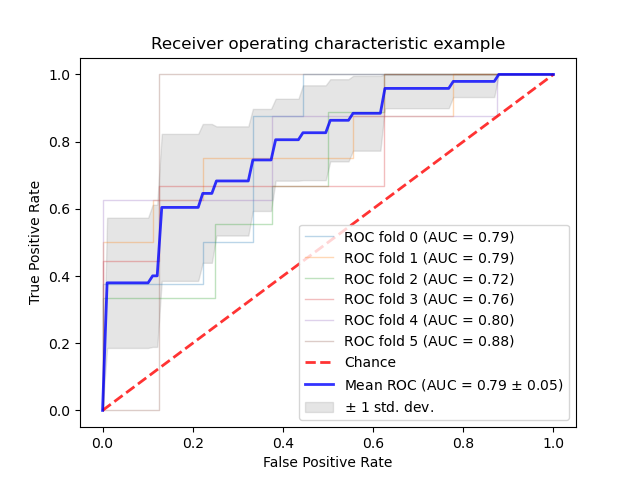 Receiver operating characteristic example
True Positive Rate
1.0
0.8
0.6
0.4
0.2
0.0
ROC fold 0 (AUC = 0.79)
ROC fold 1 (AUC = 0.79)
ROC fold 2 (AUC = 0.72)
ROC fold 3 (AUC = 0.76)
ROC fold 4 (AUC = 0.80)
ROC fold 5 (AUC = 0.88)
Chance
Mean ROC (AUC = 0.79 ± 0.05)
± 1 std. dev.
0.0 0.2 0.4 0.6 0.8 1.0
False Positive Rate